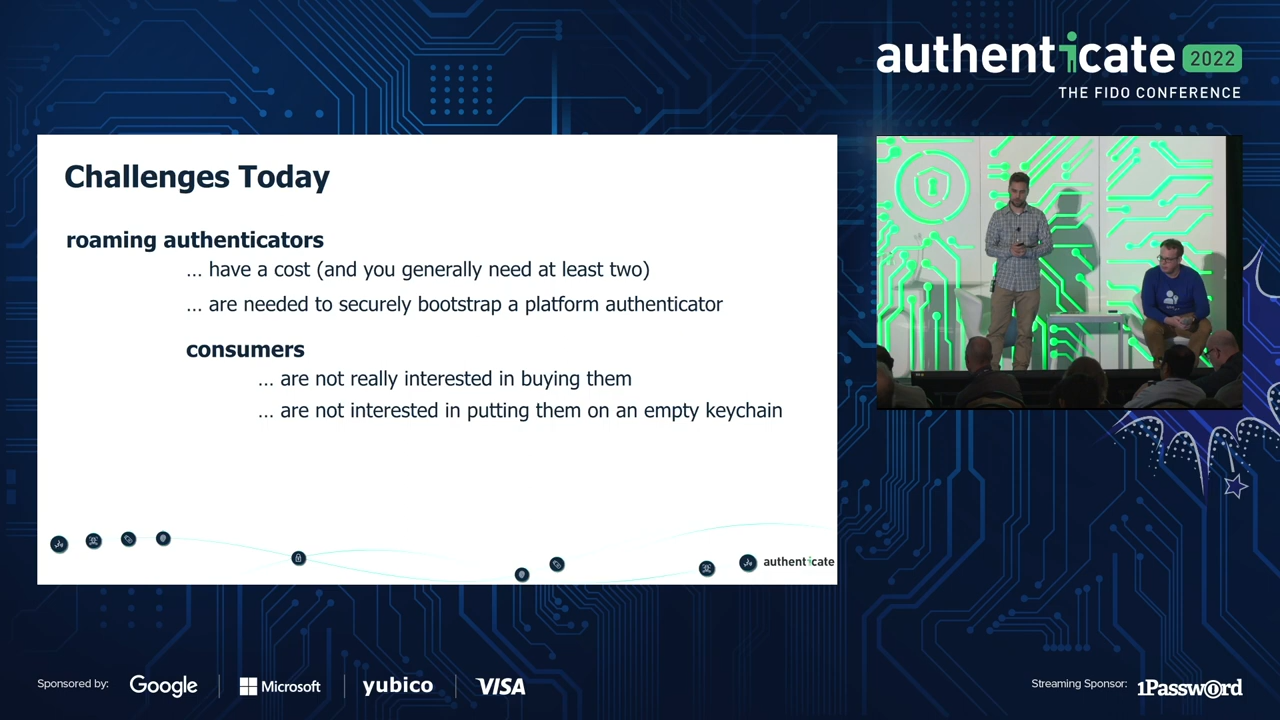 authenticate 2022
THE FIDO CONFERENCE
Challenges Today
roaming authenticators
... have a cost (and you generally need at least two)
... are needed to securely bootstrap a platform authenticator
consumers
... are not really interested in buying them
... are not interested in putting them on an empty keychain
authenticate
Sponsored by:
Google
Microsoft
yubico
VISA
Streaming Sponsor:
1Password